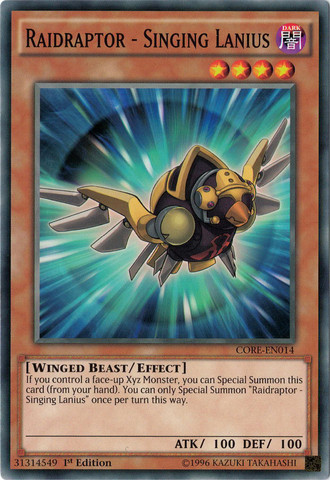 RAIDRAPTOR - SINGING LANIUS
DARK
闇
CORE-EN014
[WINGED BEAST/EFFECT]
If you control a face-up Xyz Monster, you can Special Summon this
card (from your hand). You can only Special Summon "Raidraptor -
Singing Lanius" once per turn this way.
ATK/ 100 DEF/ 100
31314549 1st Edition ©1996 KAZUKI TAKAHASHI